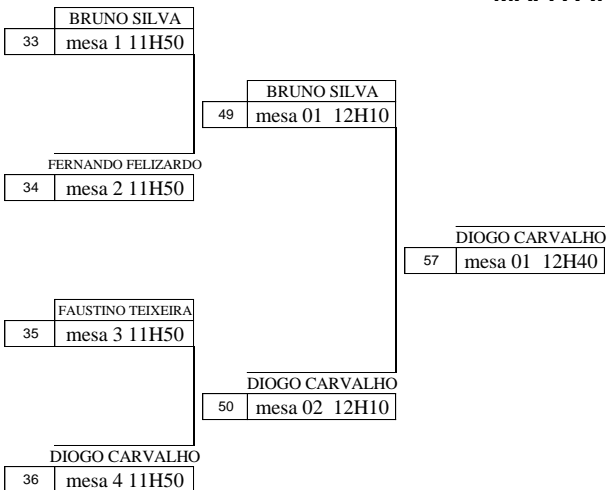 BRUNO SILVA
33 mesa 1 11H50
BRUNO SILVA
49 mesa 01 12H10
FERNANDO FELIZARDO
34 mesa 2 11H50
DIOGO CARVALHO
57 mesa 01 12H40
FAUSTINO TEIXEIRA
35 mesa 3 11H50
DIOGO CARVALHO
50 mesa 02 12H10
DIOGO CARVALHO
36 mesa 4 11H50